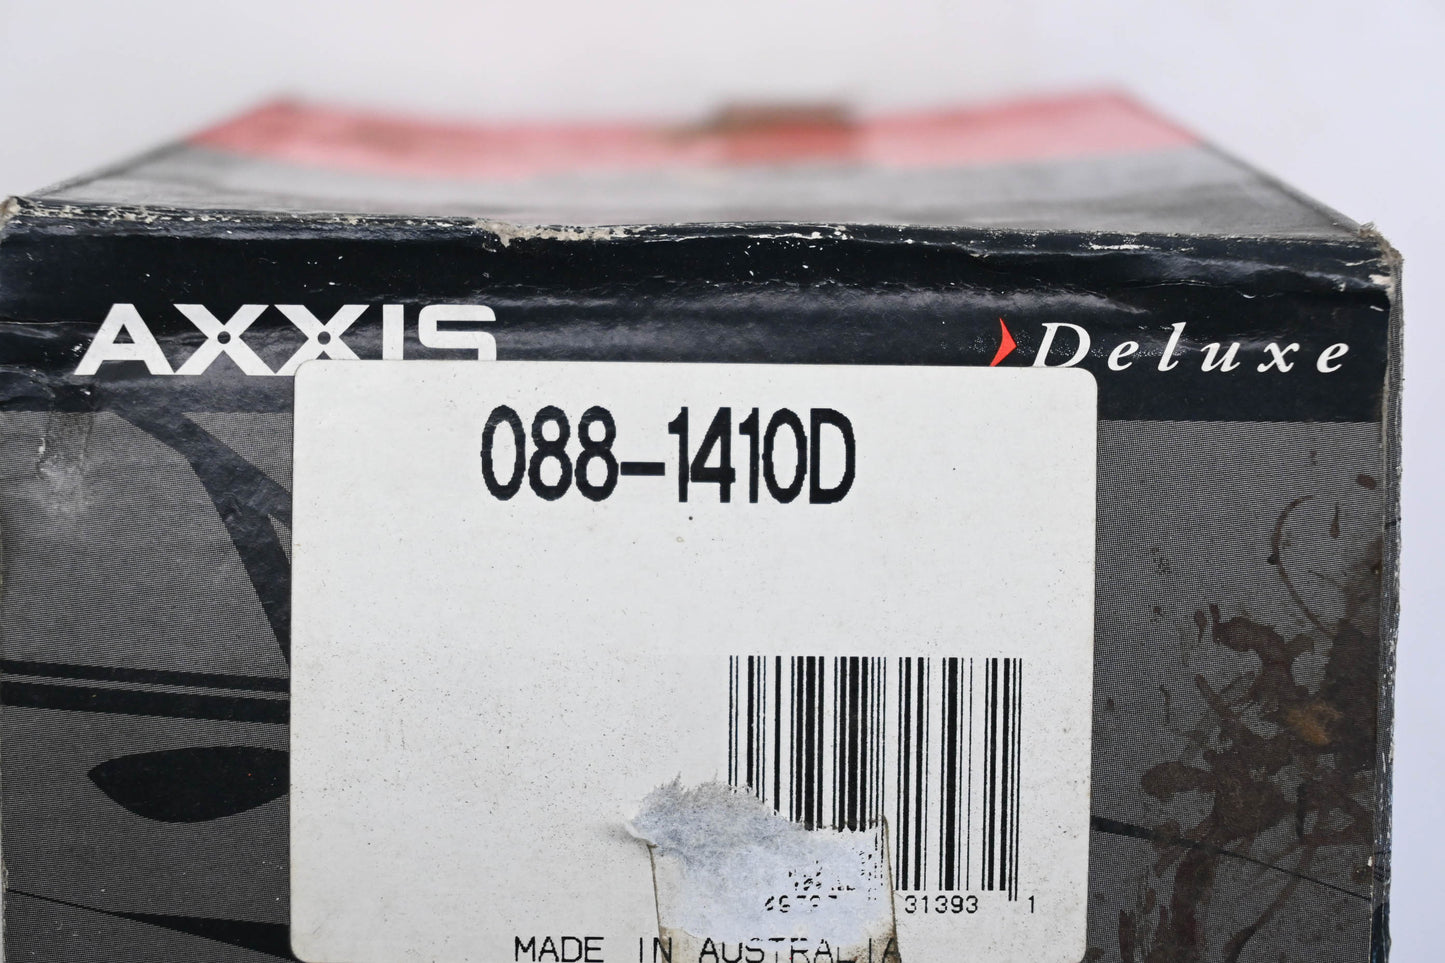 AXXIS Deluxe
088-1410D
31393 1
MADE IN AUSTRALIA